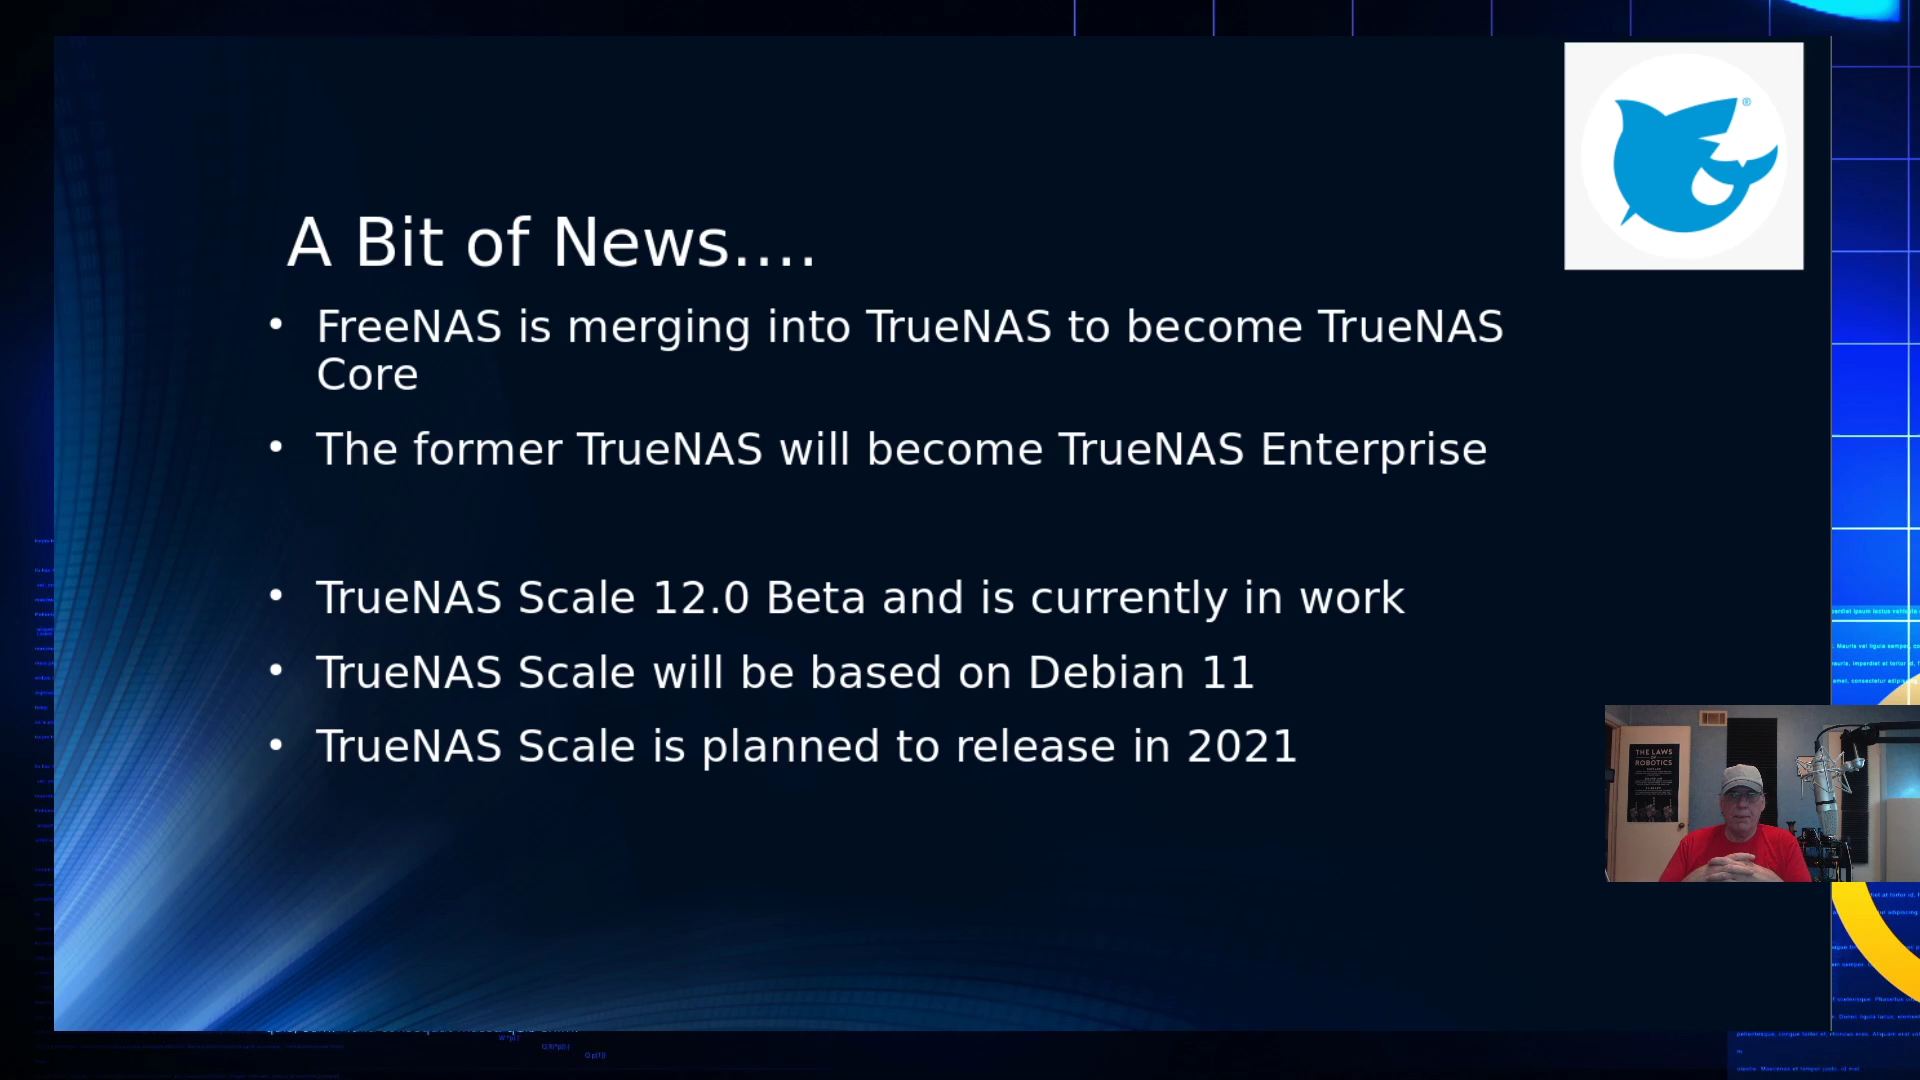 A Bit of News....
• FreeNAS is merging into TrueNAS to become TrueNAS
Core
• The former TrueNAS will become TrueNAS Enterprise
• TrueNAS Scale 12.0 Beta and is currently in work
• TrueNAS Scale will be based on Debian 11
• TrueNAS Scale is planned to release in 2021
®
THE LAWS
ROBOTICS